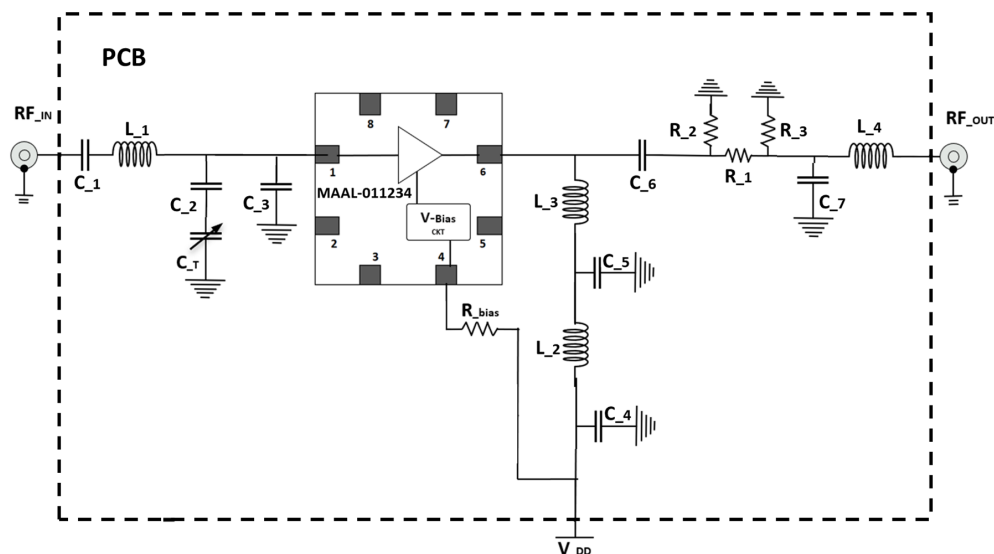 PCB
RF_IN
RF_OUT
L_1
C_1
C_2
C_T
C_3
8
7
1
6
MAAL-011234
V-Bias
CKT
2
5
3
4
R_bias
L_3
C_5
L_2
C_4
V_DD
C_6
R_2
R_3
R_1
L_4
C_7